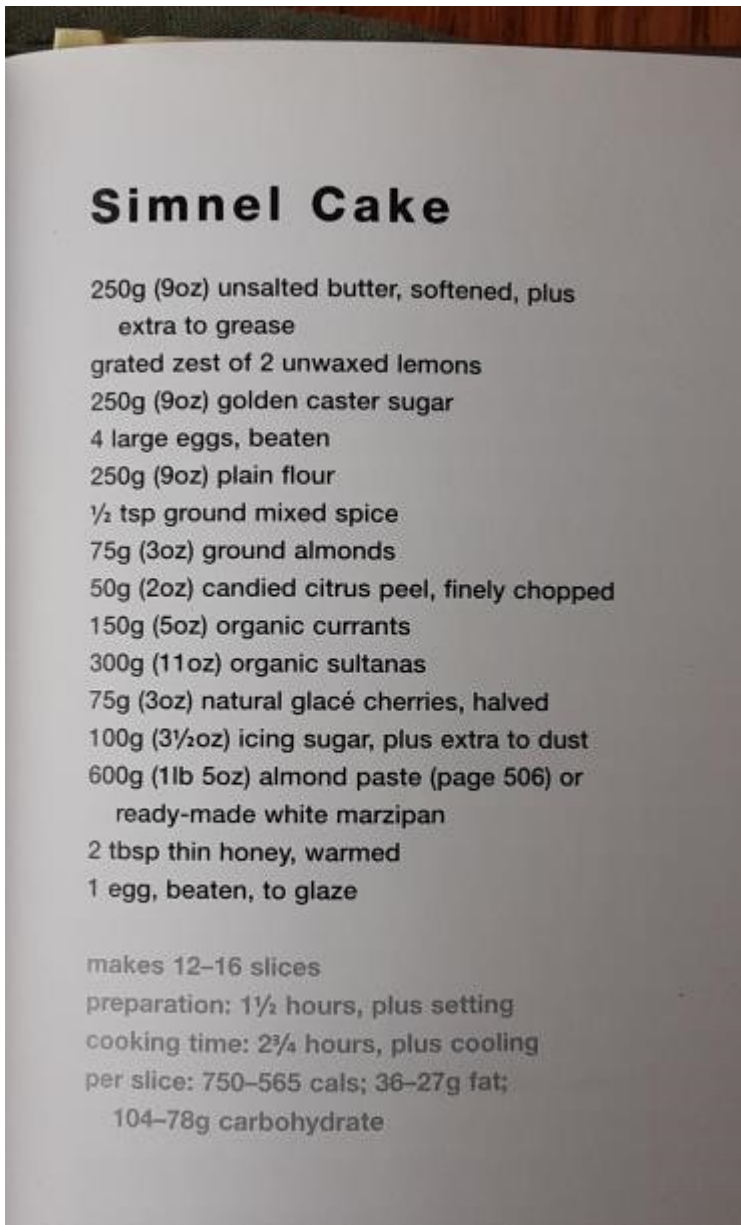 Simnel Cake
250g (9oz) unsalted butter, softened, plus
extra to grease
grated zest of 2 unwaxed lemons
250g (9oz) golden caster sugar
4 large eggs, beaten
250g (9oz) plain flour
½ tsp ground mixed spice
75g (3oz) ground almonds
50g (2oz) candied citrus peel, finely chopped
150g (5oz) organic currants
300g (11oz) organic sultanas
75g (3oz) natural glacé cherries, halved
100g (3½oz) icing sugar, plus extra to dust
600g (1lb 5oz) almond paste (page 506) or
ready-made white marzipan
2 tbsp thin honey, warmed
1 egg, beaten, to glaze
makes 12–16 slices
preparation: 1½ hours, plus setting
cooking time: 2¾ hours, plus cooling
per slice: 750–565 cals; 36–27g fat;
104–78g carbohydrate